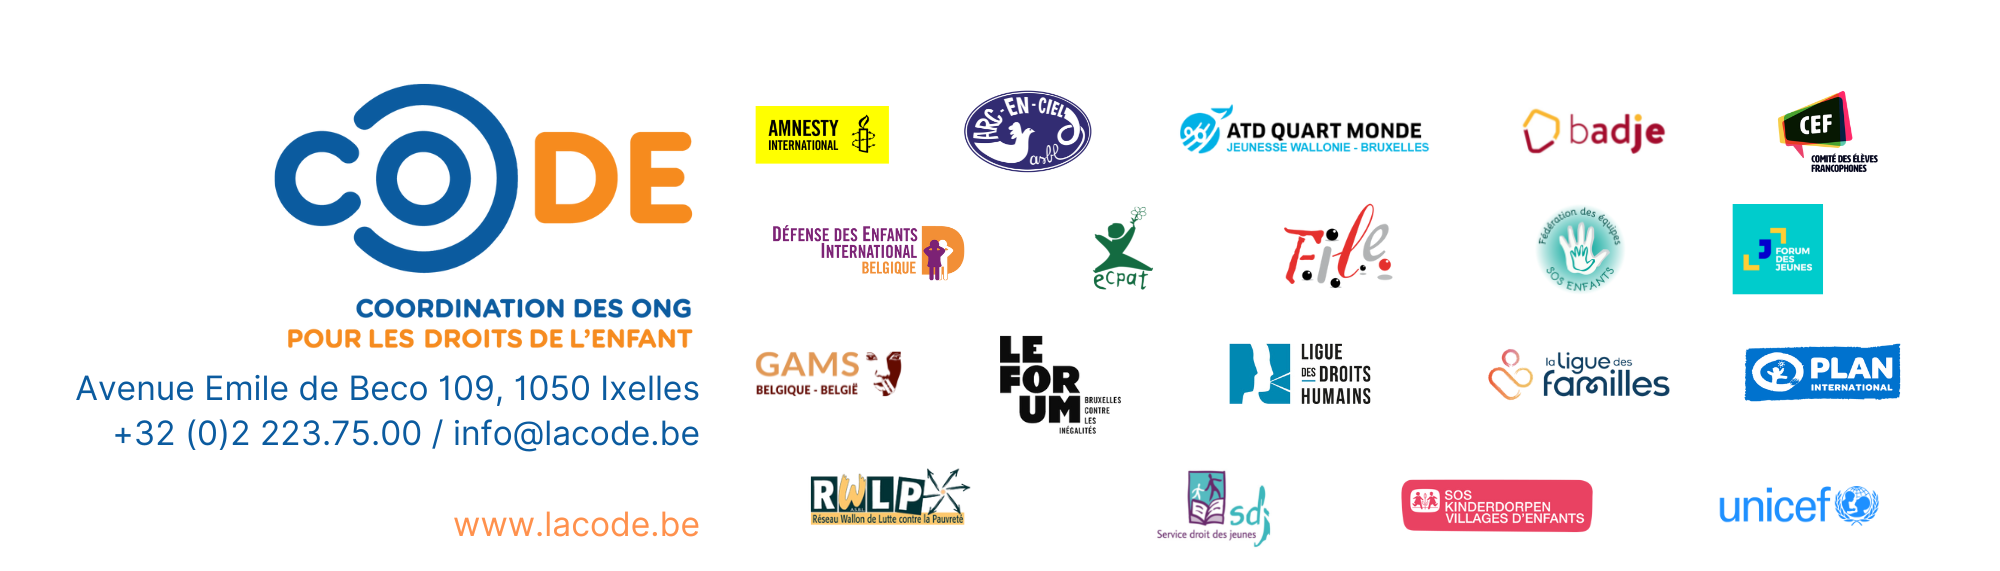 CODE
COORDINATION DES ONG
POUR LES DROITS DE L'ENFANT
Avenue Emile de Beco 109, 1050 Ixelles
+32 (0)2 223.75.00 / info@lacode.be
www.lacode.be
AMNESTY
INTERNATIONAL
ARC-EN-CIEL
asbl
ATD QUART MONDE
JEUNESSE WALLONIE - BRUXELLES
badje
CEF
COMITÉ DES ÉLÈVES
FRANCOPHONES
DÉFENSE DES ENFANTS
INTERNATIONAL
BELGIQUE
ecpat
File
Fédération des équipes
SOS ENFANTS
FORUM
DES
JEUNES
GAMS
BELGIQUE - BELGIË
LE
FOR
UM
BRUXELLES
CONTRE
LES
INÉGALITÉS
LIGUE
DES DROITS
HUMAINS
la ligue des
familles
PLAN
INTERNATIONAL
RWLP
Réseau Wallon de Lutte contre la Pauvreté
sdj
Service droit des jeunes
SOS
KINDERDORPEN
VILLAGES D'ENFANTS
unicef